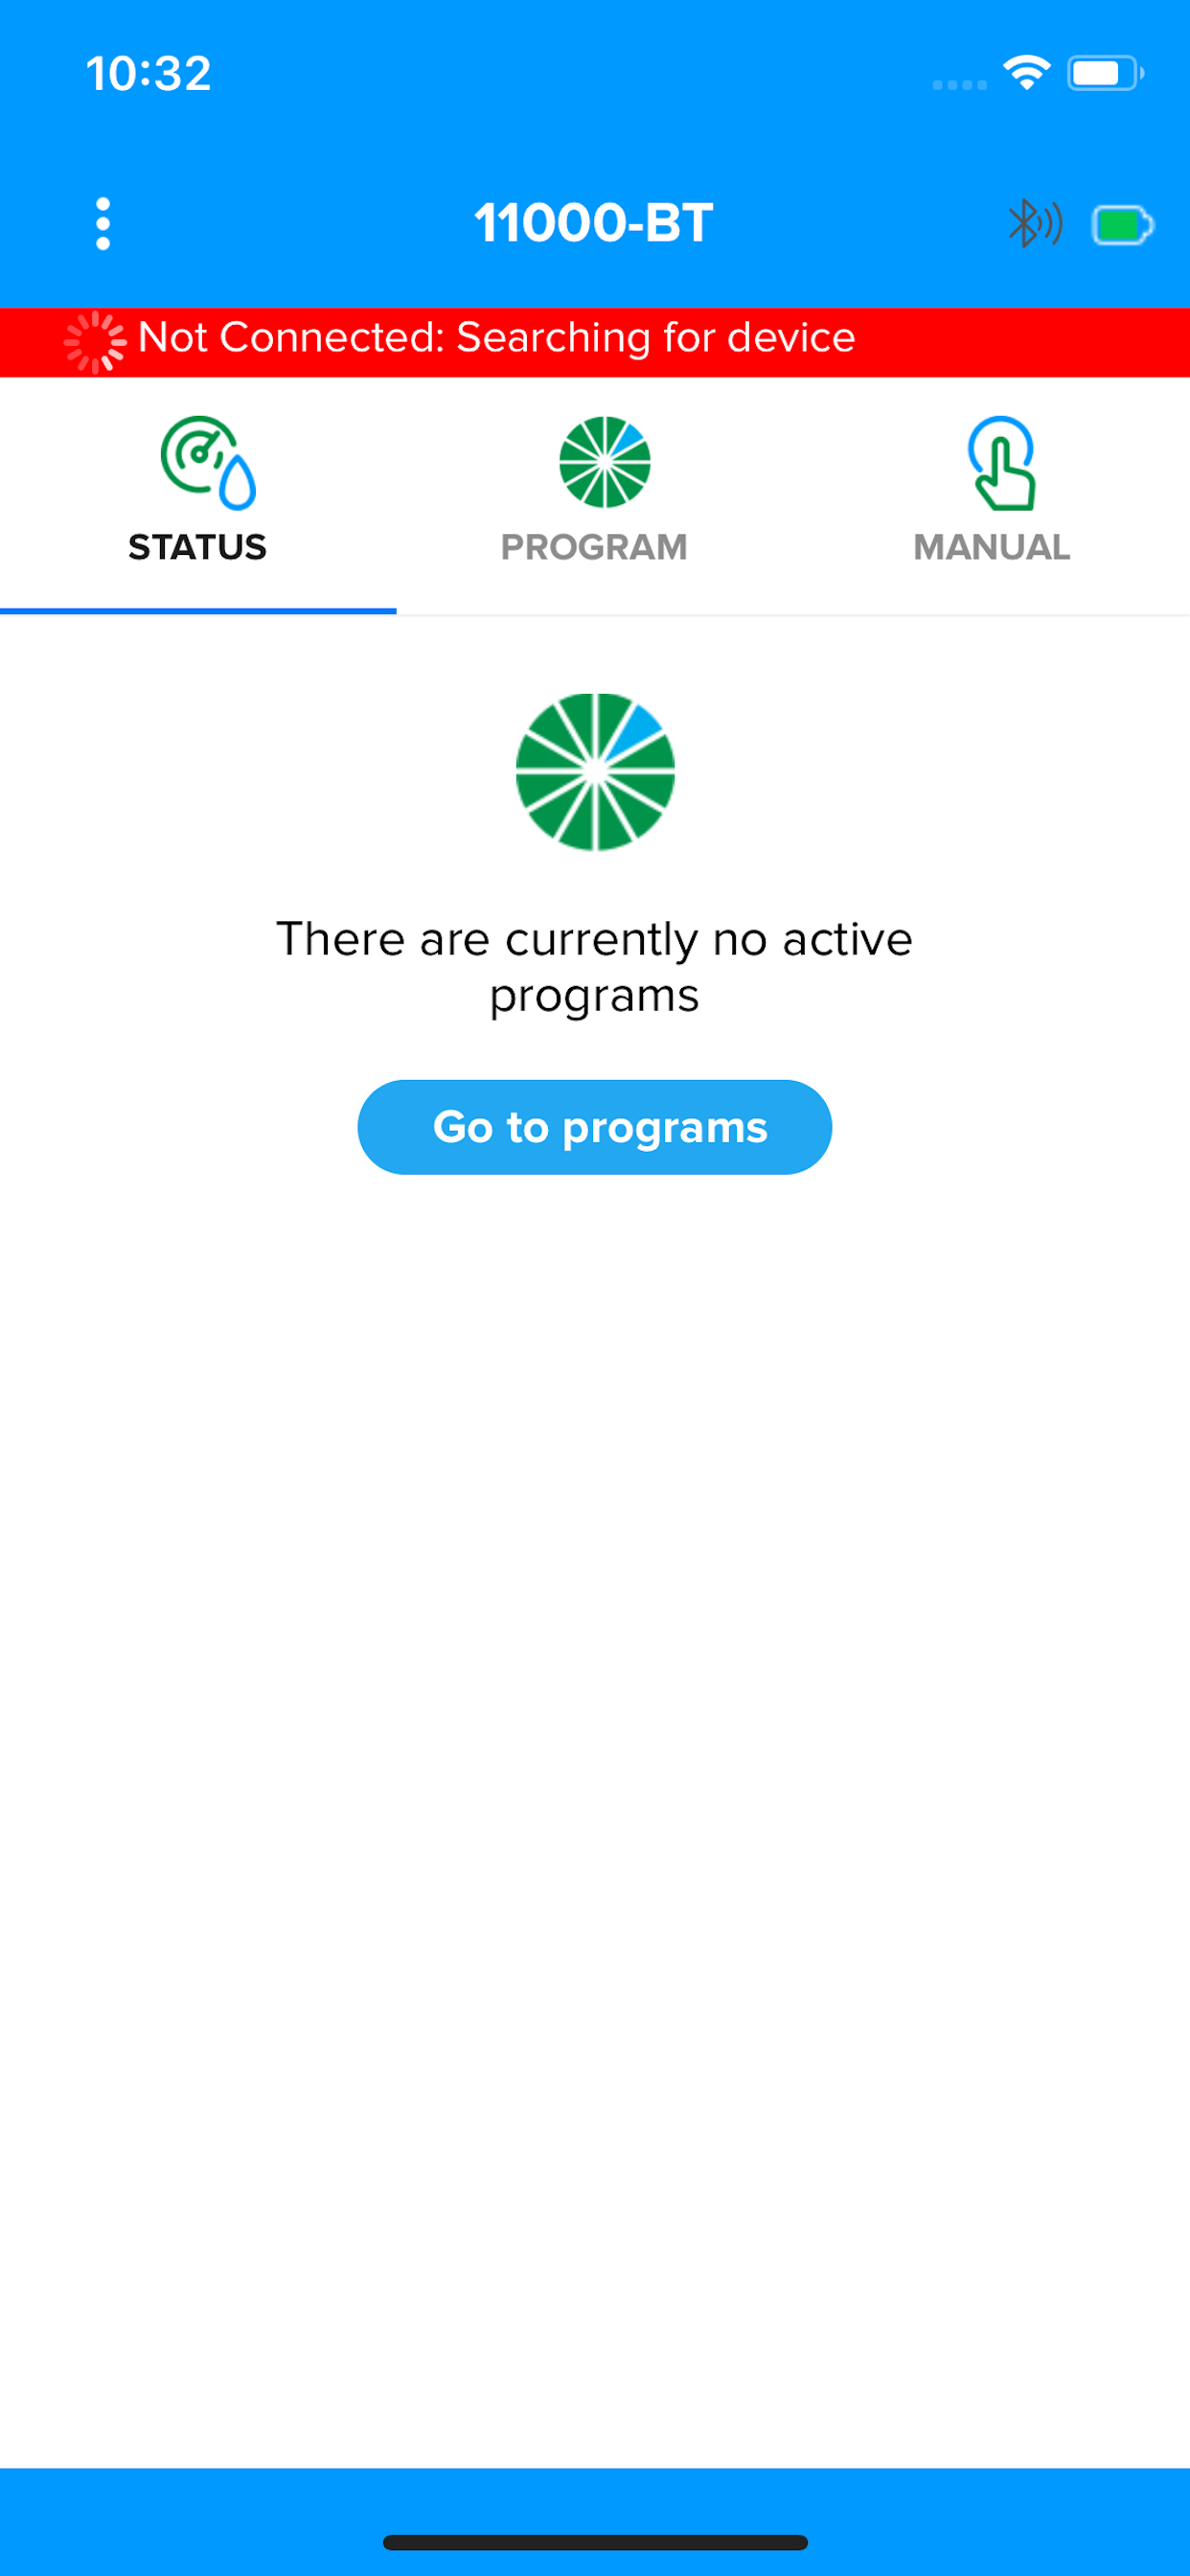 10:32
11000-BT
Not Connected: Searching for device
STATUS
PROGRAM
MANUAL
There are currently no active
programs
Go to programs